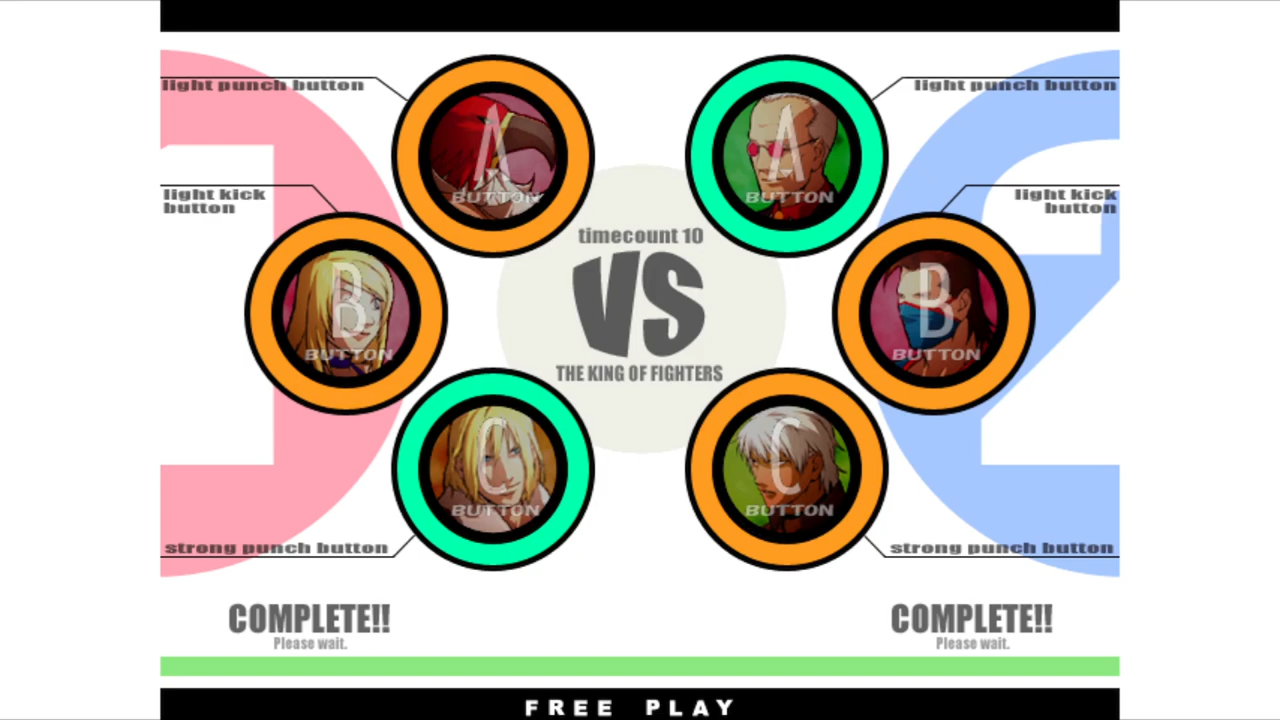 light punch button
light punch button
A
BUTTON
A
BUTTON
light kick
button
light kick
button
timecount 10
VS
THE KING OF FIGHTERS
B
BUTTON
B
BUTTON
C
BUTTON
C
BUTTON
strong punch button
strong punch button
COMPLETE!!
Please wait.
COMPLETE!!
Please wait.
FREE PLAY
1
2